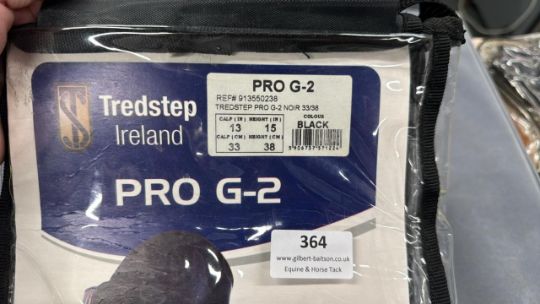 PRO G-2
REF# 913550238
TREDSTEP PRO G-2 NOIR 33/38
CALF (IN) HEIGHT (IN) COLOUR
13 15 BLACK
CALF (CM) HEIGHT (CM)
33 38
Tredstep
Ireland
PRO G-2
364
www.gilbert-baitson.co.uk
Equine & Horse Tack